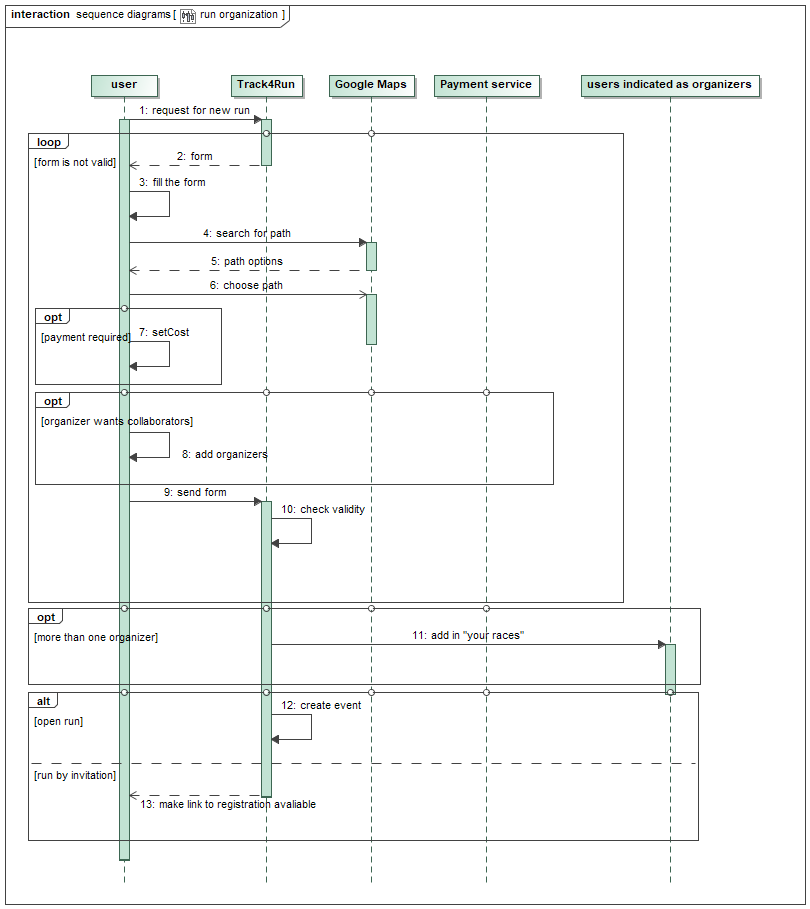 interaction sequence diagrams [ run organization ]
user
Track4Run
Google Maps
Payment service
users indicated as organizers
1: request for new run
loop
[form is not valid]
2: form
3: fill the form
4: search for path
5: path options
6: choose path
opt
[payment required]
7: setCost
opt
[organizer wants collaborators]
8: add organizers
9: send form
10: check validity
opt
[more than one organizer]
11: add in "your races"
alt
[open run]
12: create event
[run by invitation]
13: make link to registration avaliable